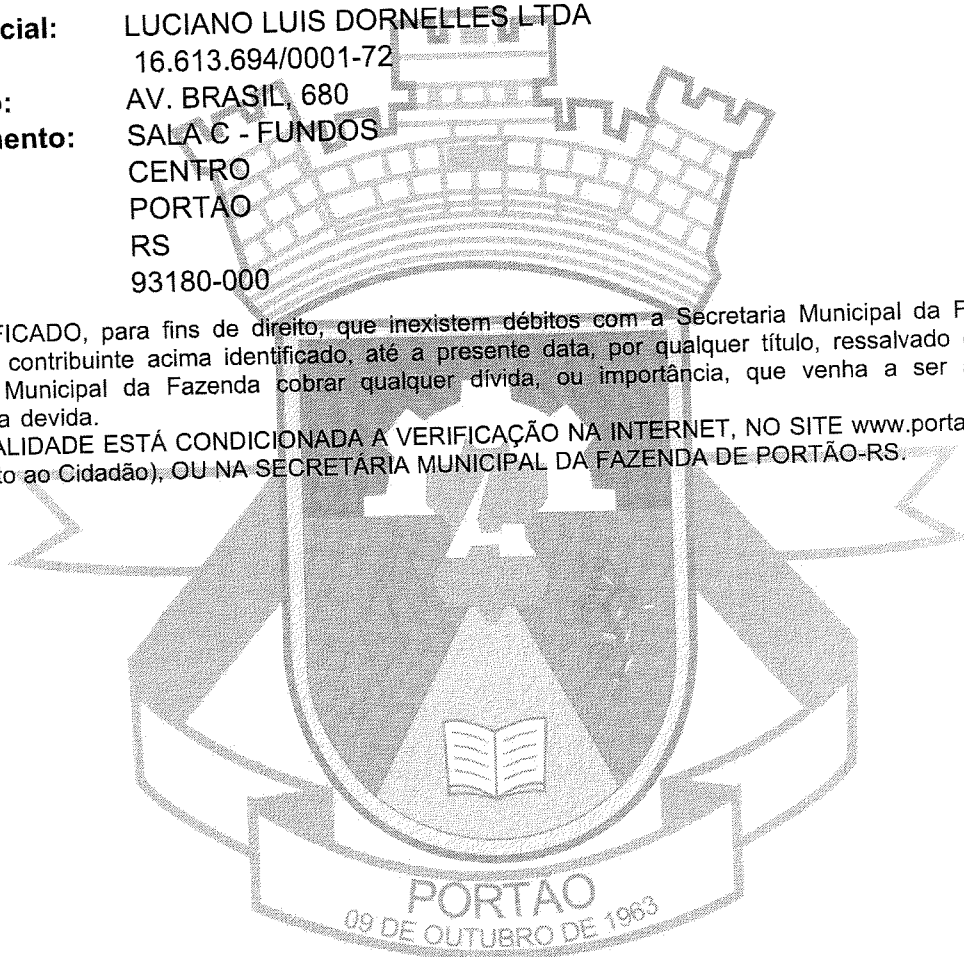 cial: LUCIANO LUIS DORNELLES LTDA
16.613.694/0001-72
o: AV. BRASIL, 680
mento: SALA C - FUNDOS
CENTRO
PORTAO
RS
93180-000
FICADO, para fins de direito, que inexistem débitos com a Secretaria Municipal da F
contribuinte acima identificado, até a presente data, por qualquer título, ressalvado
Municipal da Fazenda cobrar qualquer dívida, ou importância, que venha a ser
a devida.
ALIDADE ESTÁ CONDICIONADA A VERIFICAÇÃO NA INTERNET, NO SITE www.porta
to ao Cidadão), OU NA SECRETÁRIA MUNICIPAL DA FAZENDA DE PORTÃO-RS.
PORTÃO
09 DE OUTUBRO DE 1963